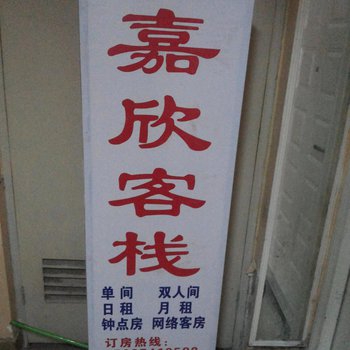 嘉欣客栈
单间 双人间
日租 月租
钟点房 网络客房
订房热线：